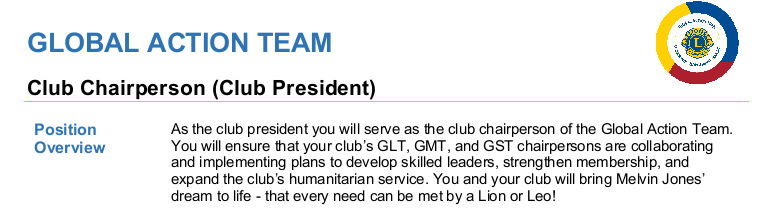 GLOBAL ACTION TEAM
Club Chairperson (Club President)
Position
Overview
As the club president you will serve as the club chairperson of the Global Action Team.
You will ensure that your club's GLT, GMT, and GST chairpersons are collaborating
and implementing plans to develop skilled leaders, strengthen membership, and
expand the club's humanitarian service. You and your club will bring Melvin Jones'
dream to life - that every need can be met by a Lion or Leo!